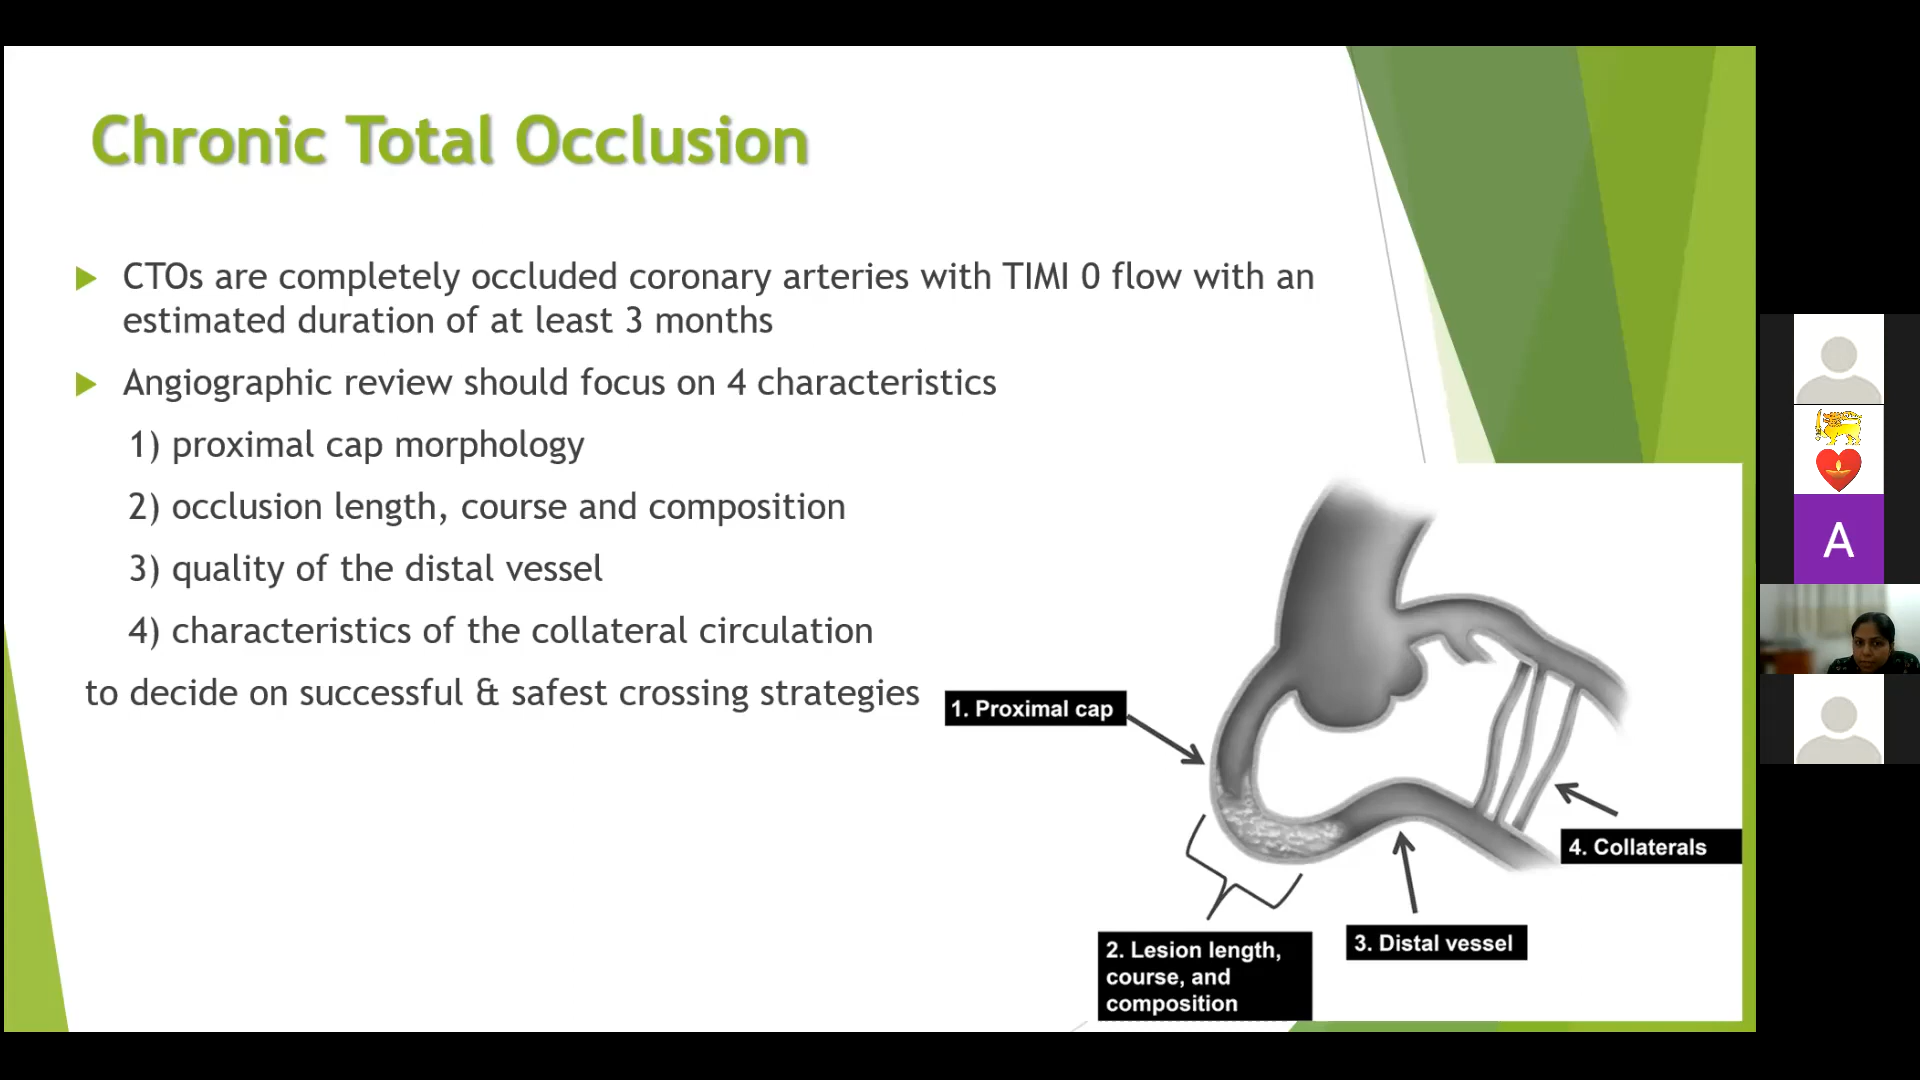 Chronic Total Occlusion
CTOs are completely occluded coronary arteries with TIMI 0 flow with an
estimated duration of at least 3 months
Angiographic review should focus on 4 characteristics
1) proximal cap morphology
2) occlusion length, course and composition
3) quality of the distal vessel
4) characteristics of the collateral circulation
to decide on successful & safest crossing strategies
1. Proximal cap
4. Collaterals
3. Distal vessel
2. Lesion length,
course, and
composition
A